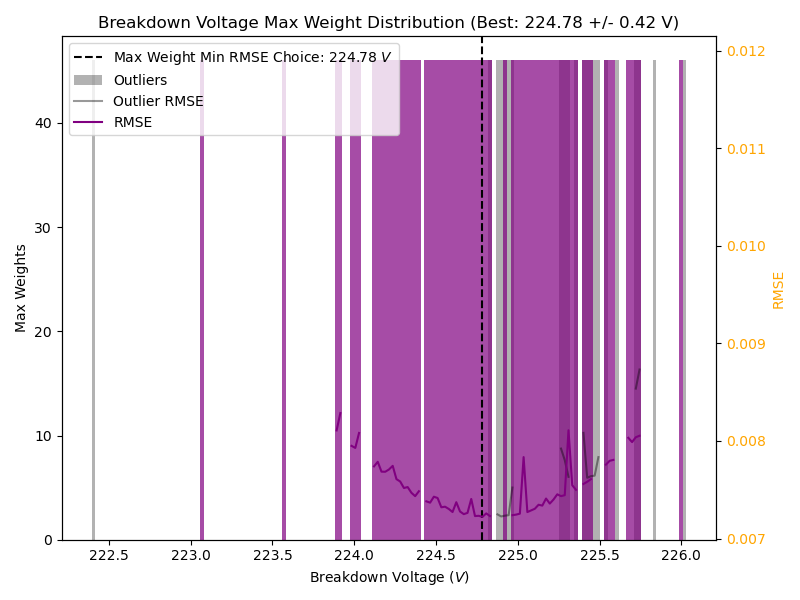 Breakdown Voltage Max Weight Distribution (Best: 224.78 +/- 0.42 V)
Max Weight Min RMSE Choice: 224.78 V
Outliers
Outlier RMSE
RMSE
Max Weights
0
10
20
30
40
222.5
223.0
223.5
224.0
224.5
225.0
225.5
226.0
Breakdown Voltage (V)
0.012
0.011
0.010
0.009
0.008
0.007
RMSE